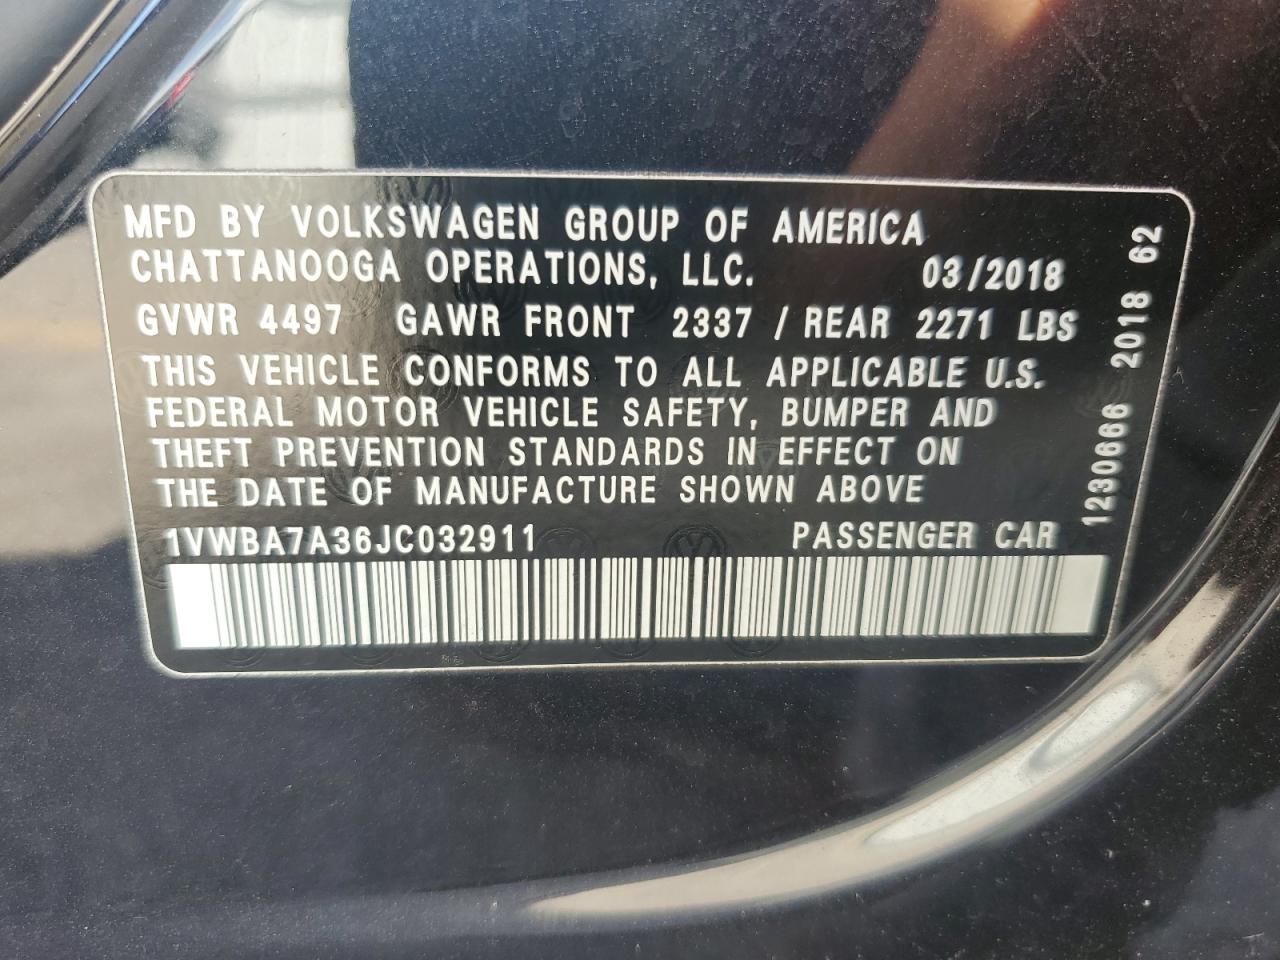 MFD BY VOLKSWAGEN GROUP OF AMERICA
CHATTANOOGA OPERATIONS, LLC. 03/2018
GVWR 4497 GAWR FRONT 2337 / REAR 2271 LBS
THIS VEHICLE CONFORMS TO ALL APPLICABLE U.S.
FEDERAL MOTOR VEHICLE SAFETY, BUMPER AND
THEFT PREVENTION STANDARDS IN EFFECT ON
THE DATE OF MANUFACTURE SHOWN ABOVE
1VWBA7A36JC032911 PASSENGER CAR
1230666 2018 62